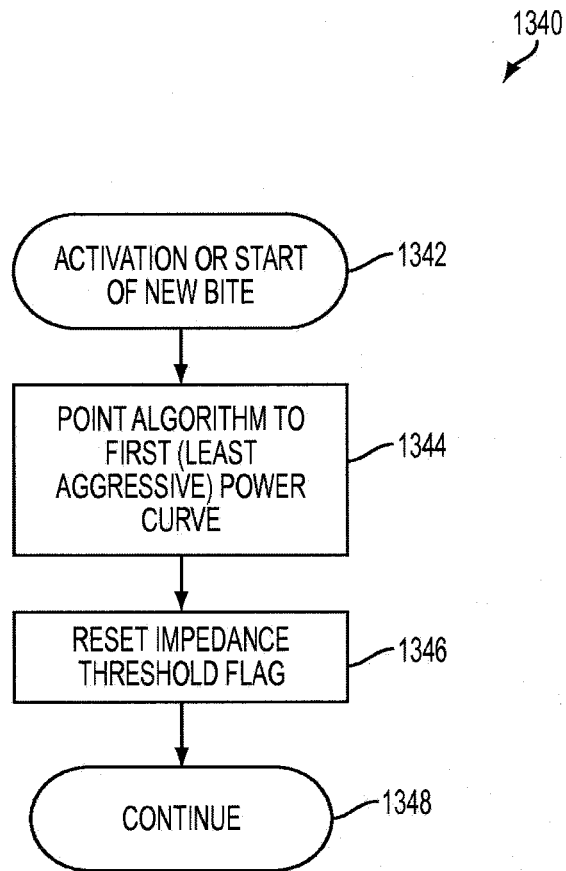 1340
ACTIVATION OR START
OF NEW BITE
1342
POINT ALGORITHM TO
FIRST (LEAST
AGGRESSIVE) POWER
CURVE
1344
RESET IMPEDANCE
THRESHOLD FLAG
1346
CONTINUE
1348